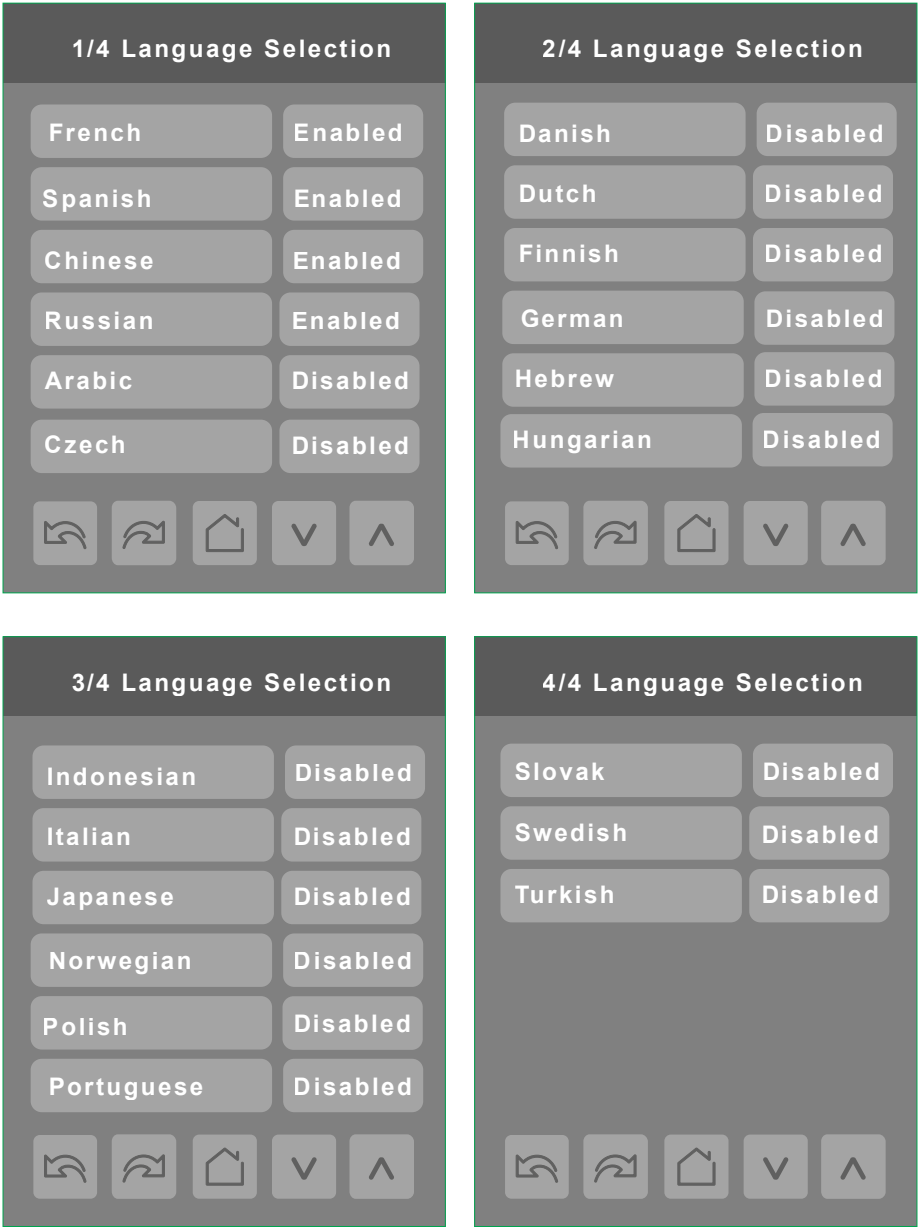 1/4 Language Selection
French Enabled
Spanish Enabled
Chinese Enabled
Russian Enabled
Arabic Disabled
Czech Disabled
2/4 Language Selection
Danish Disabled
Dutch Disabled
Finnish Disabled
German Disabled
Hebrew Disabled
Hungarian Disabled
3/4 Language Selection
Indonesian Disabled
Italian Disabled
Japanese Disabled
Norwegian Disabled
Polish Disabled
Portuguese Disabled
4/4 Language Selection
Slovak Disabled
Swedish Disabled
Turkish Disabled